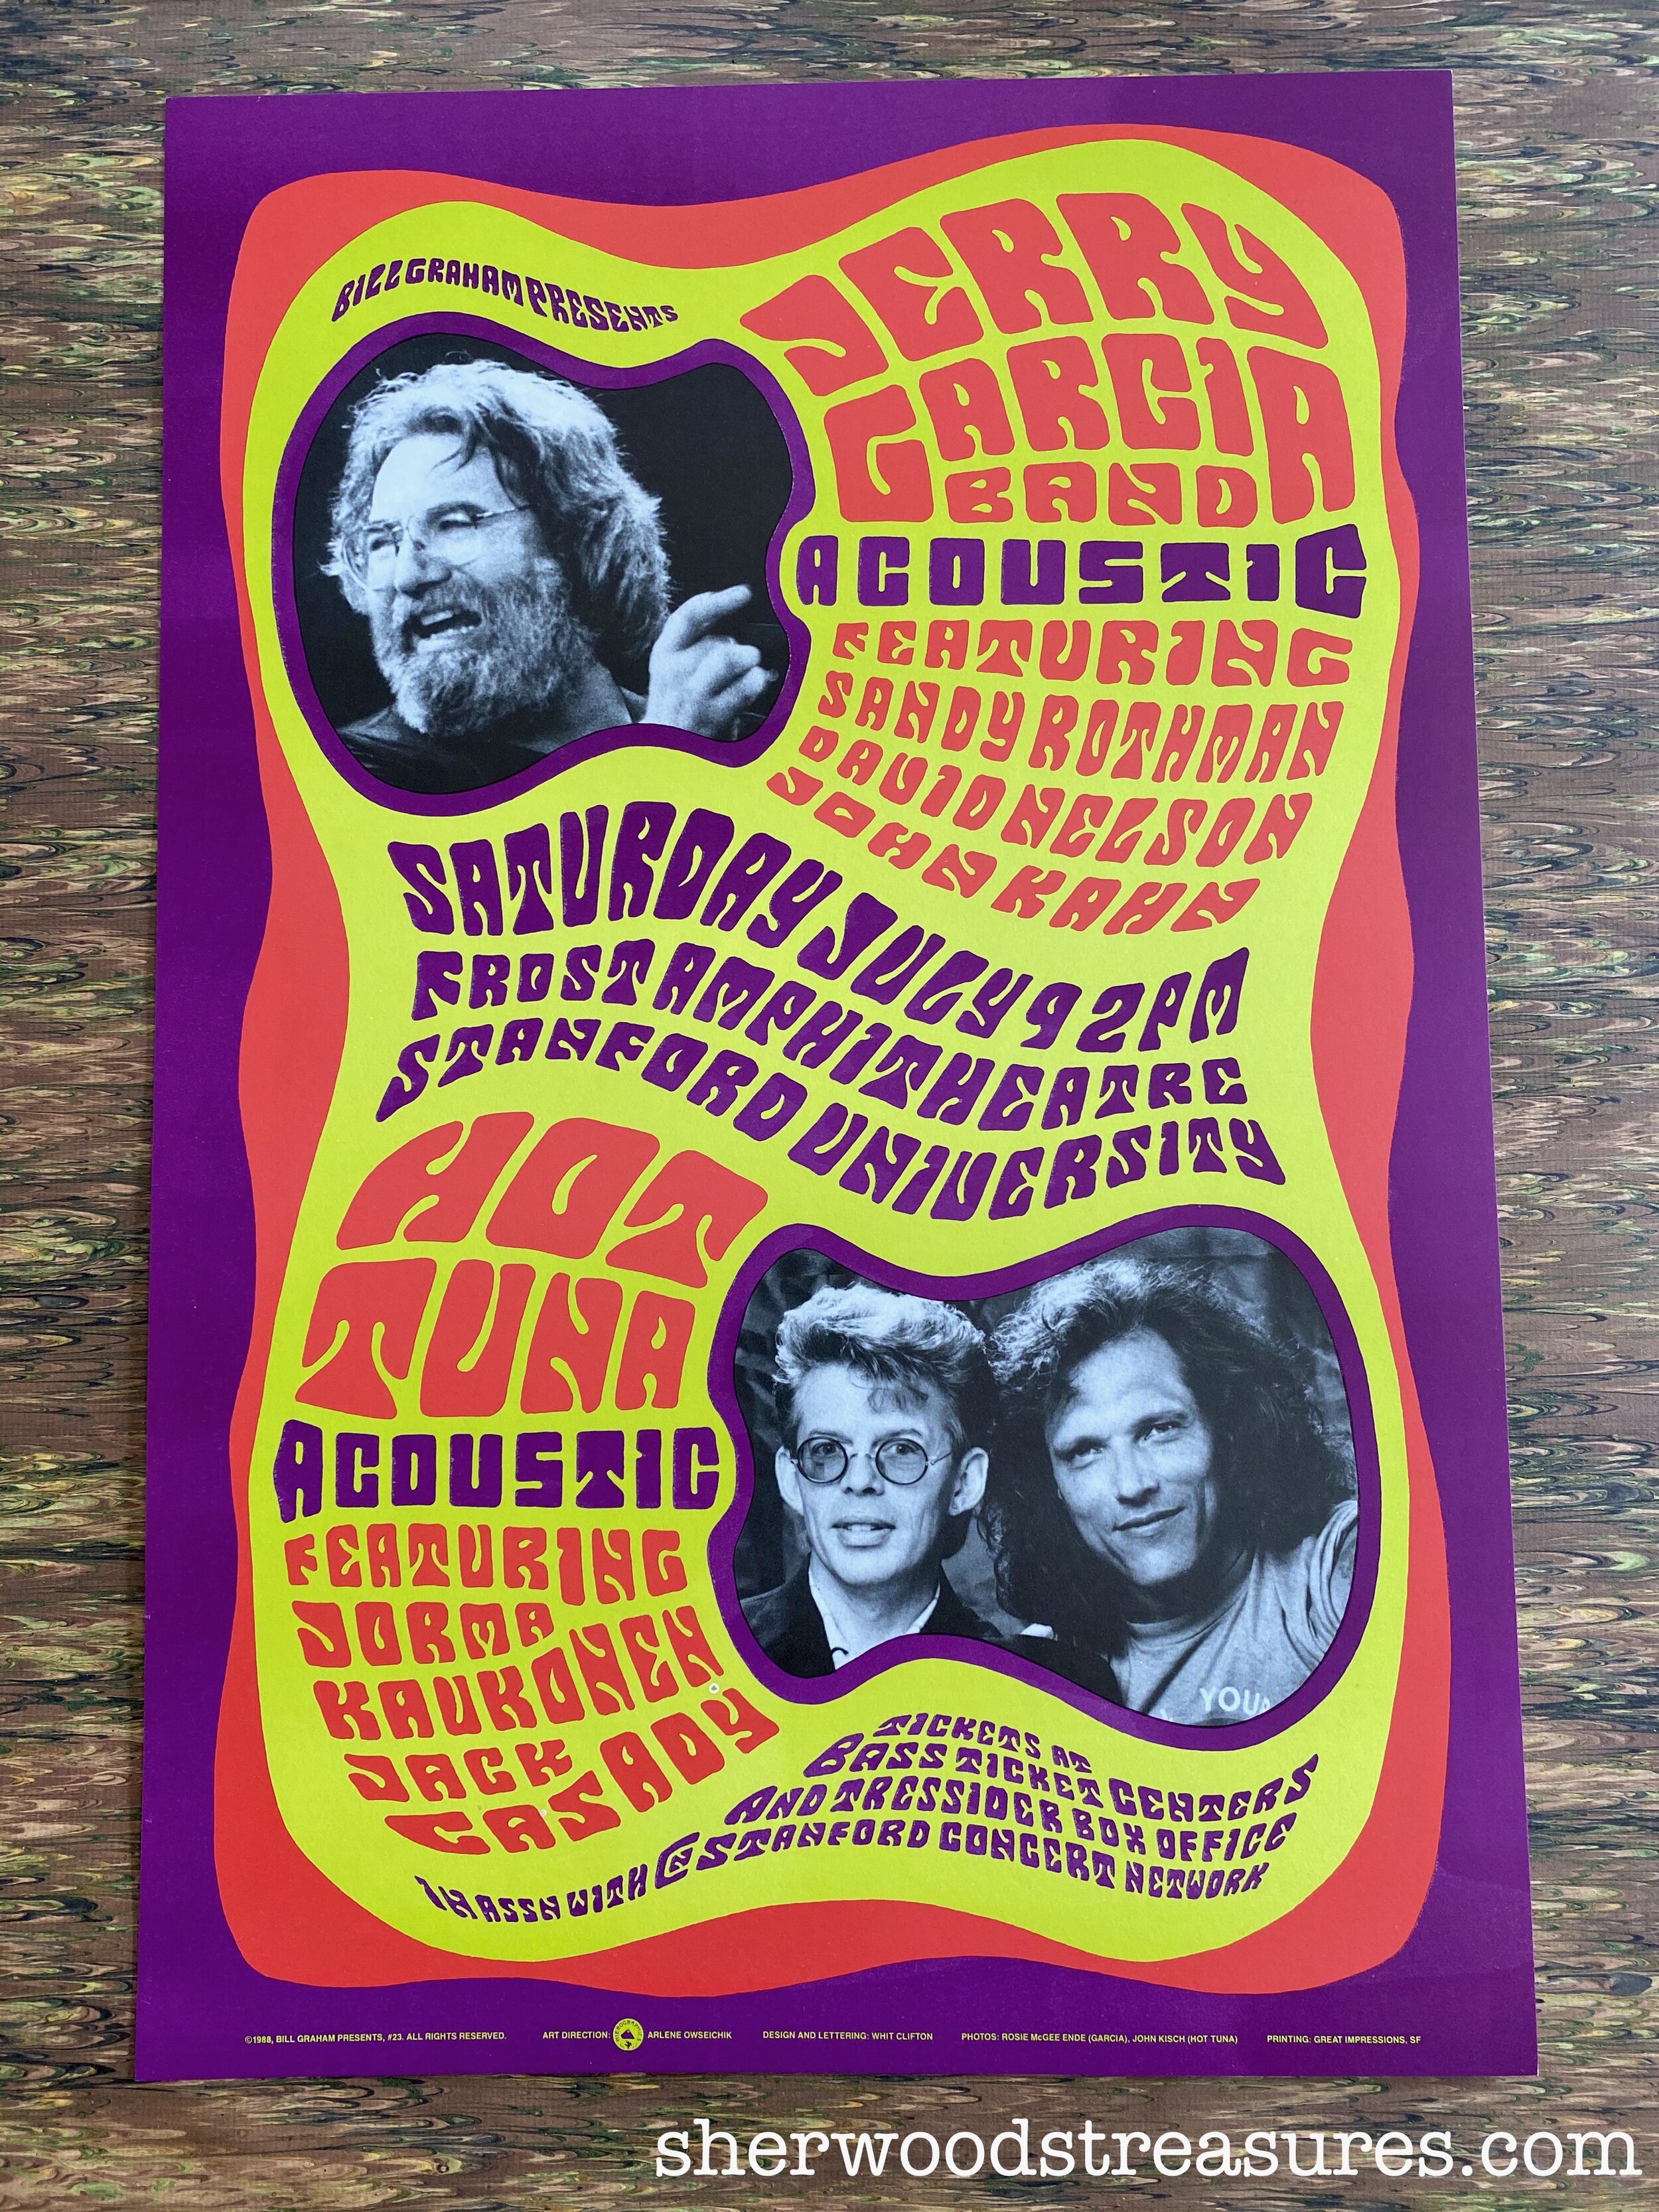 BILL GRAHAM PRESENTS
JERRY
GARCIA
BAND
ACOUSTIC
FEATURING
SANDY ROTHMAN
DAVID NELSON
JOHN KAHN
SATURDAY JULY 9 2PM
FROST AMPHITHEATRE
STANFORD UNIVERSITY
HOT
TUNA
ACOUSTIC
FEATURING
JORMA
KAUKONEN
JACK
CASADY
YOU
TICKETS AT
BASS TICKET CENTERS
AND TRESSIDER BOX OFFICE
IN ASSN WITH SCN STANFORD CONCERT NETWORK
©1988, BILL GRAHAM PRESENTS, #23. ALL RIGHTS RESERVED. ART DIRECTION: ARLENE OWSEICHIK DESIGN AND LETTERING: WHIT CLIFTON PHOTOS: ROSIE McGEE ENDE (GARCIA), JOHN KISCH (HOT TUNA) PRINTING: GREAT IMPRESSIONS, SF
sherwoodstreasures.com